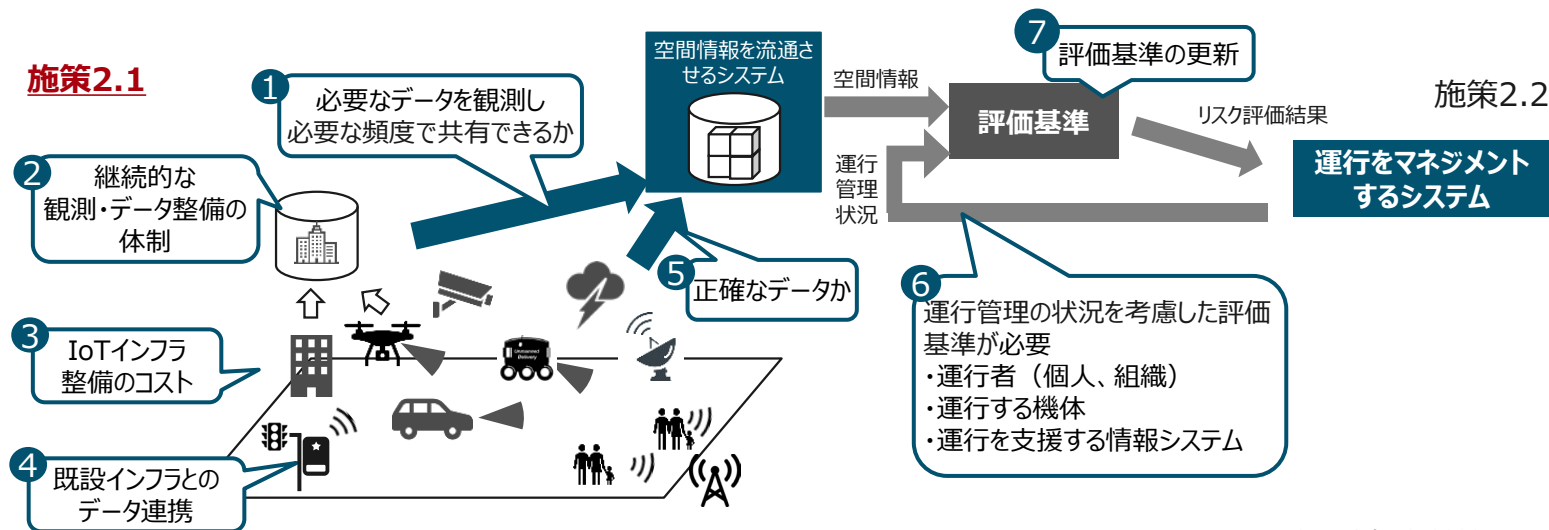 施策2.1
1
必要なデータを観測し
必要な頻度で共有できるか
2
継続的な
観測・データ整備の
体制
3
IoTインフラ
整備のコスト
4
既設インフラとの
データ連携
空間情報を流通さ
せるシステム
5
正確なデータか
Unmanned
Delivery
空間情報
運行
管理
状況
評価基準
7
評価基準の更新
リスク評価結果
施策2.2
運行をマネジメント
するシステム
6
運行管理の状況を考慮した評価
基準が必要
・運行者（個人、組織）
・運行する機体
・運行を支援する情報システム